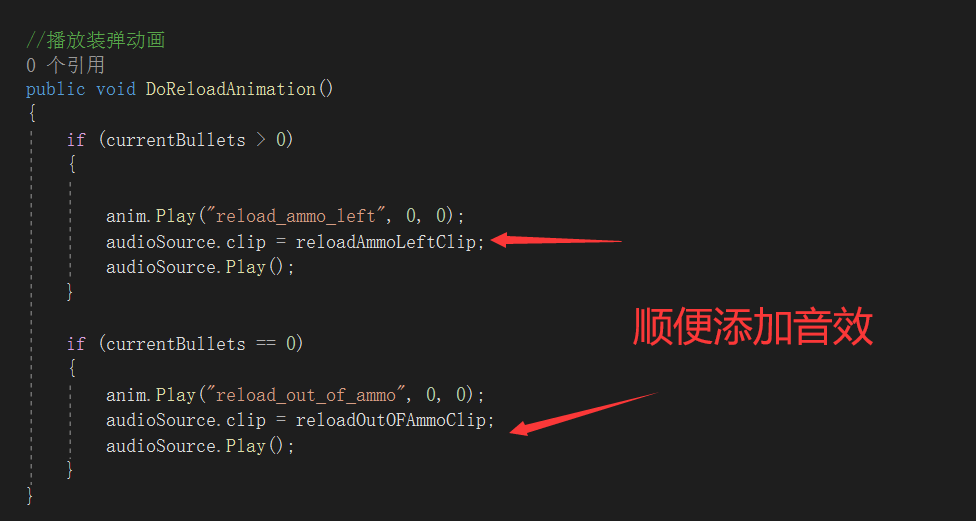 //播放装弹动画
0 个引用
public void DoReloadAnimation()
{
if (currentBullets > 0)
{
anim.Play("reload_ammo_left", 0, 0);
audioSource.clip = reloadAmmoLeftClip;
audioSource.Play();
}
顺便添加音效
if (currentBullets == 0)
{
anim.Play("reload_out_of_ammo", 0, 0);
audioSource.clip = reloadOutOFAmmoClip;
audioSource.Play();
}
}